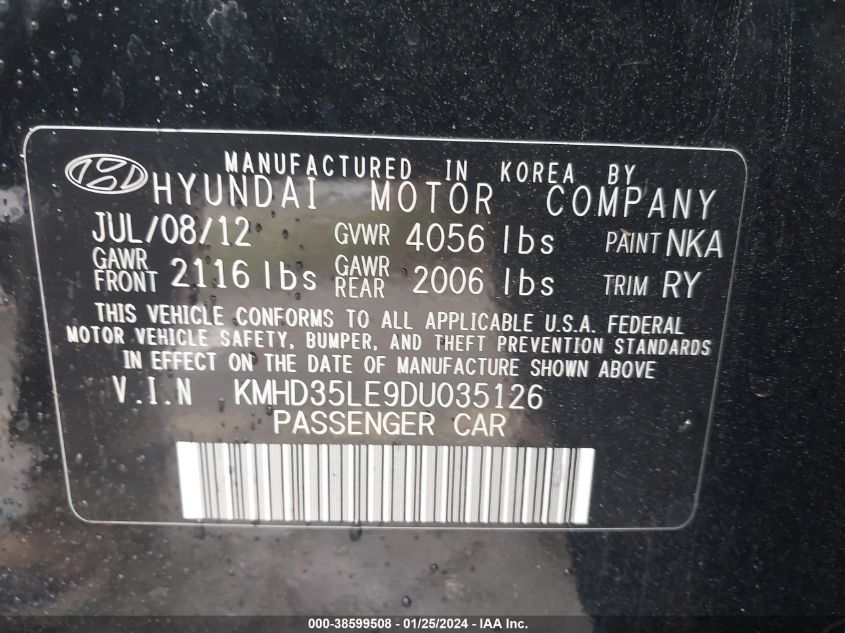 MANUFACTURED IN KOREA BY
HYUNDAI MOTOR COMPANY
JUL/08/12 GVWR 4056 lbs PAINT NKA
GAWR FRONT 2116 lbs GAWR REAR 2006 lbs TRIM RY
THIS VEHICLE CONFORMS TO ALL APPLICABLE U.S.A. FEDERAL
MOTOR VEHICLE SAFETY, BUMPER, AND THEFT PREVENTION STANDARDS
IN EFFECT ON THE DATE OF MANUFACTURE SHOWN ABOVE
V.I.N KMHD35LE9DU035126
PASSENGER CAR
000-38599508 - 01/25/2024 - IAA Inc.